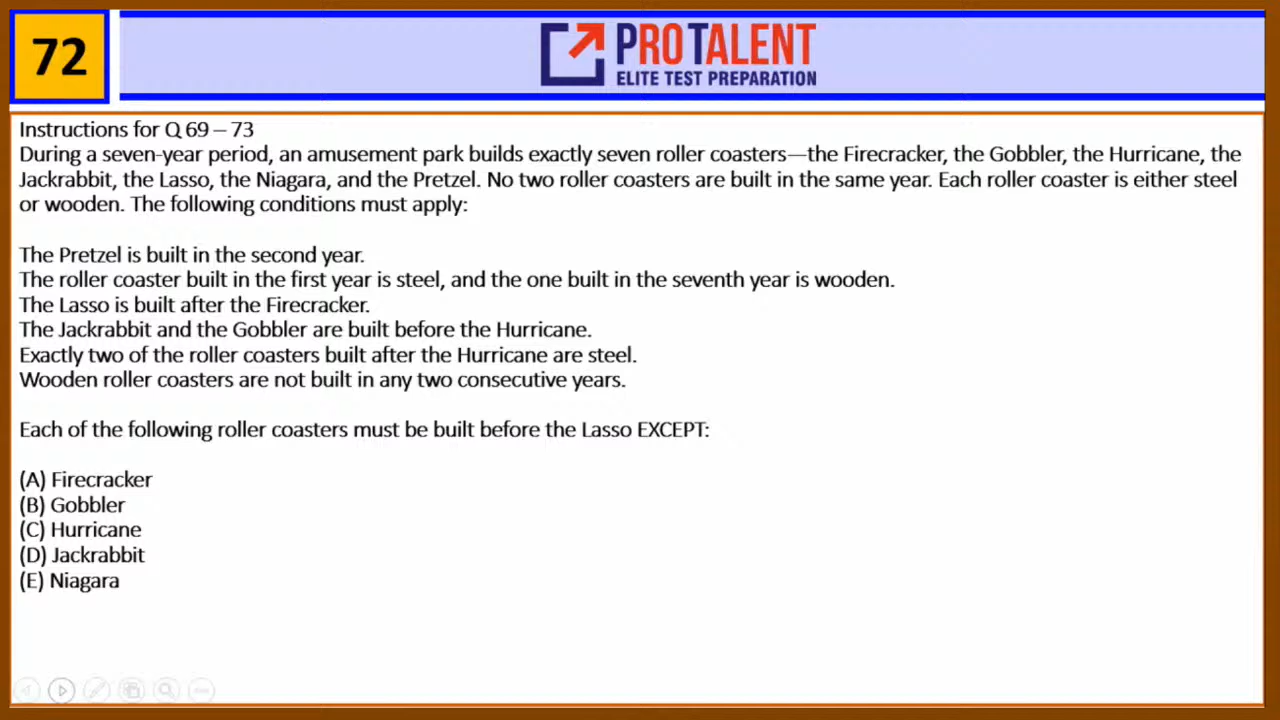 72
PROTALENT
ELITE TEST PREPARATION
Instructions for Q 69 – 73
During a seven-year period, an amusement park builds exactly seven roller coasters—the Firecracker, the Gobbler, the Hurricane, the
Jackrabbit, the Lasso, the Niagara, and the Pretzel. No two roller coasters are built in the same year. Each roller coaster is either steel
or wooden. The following conditions must apply:
The Pretzel is built in the second year.
The roller coaster built in the first year is steel, and the one built in the seventh year is wooden.
The Lasso is built after the Firecracker.
The Jackrabbit and the Gobbler are built before the Hurricane.
Exactly two of the roller coasters built after the Hurricane are steel.
Wooden roller coasters are not built in any two consecutive years.
Each of the following roller coasters must be built before the Lasso EXCEPT:
(A) Firecracker
(B) Gobbler
(C) Hurricane
(D) Jackrabbit
(E) Niagara